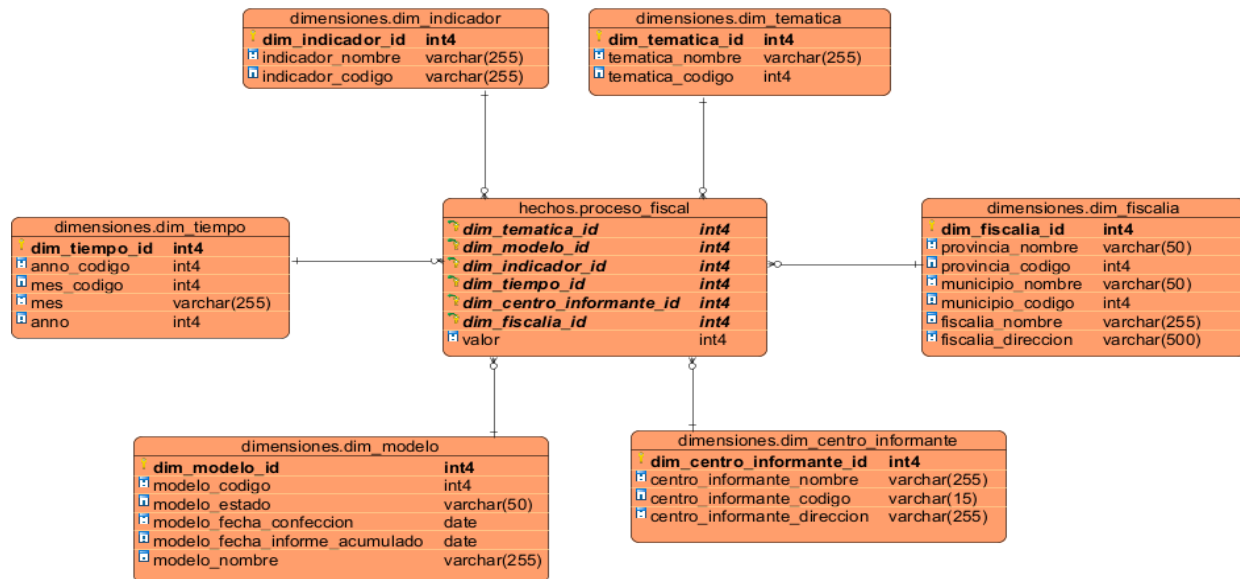 dimensiones.dim_indicador
dim_indicador_id int4
indicador_nombre varchar(255)
indicador_codigo varchar(255)
dimensiones.dim_tematica
dim_tematica_id int4
tematica_nombre varchar(255)
tematica_codigo int4
dimensiones.dim_tiempo
dim_tiempo_id int4
anno_codigo int4
mes_codigo int4
mes varchar(255)
anno int4
hechos.proceso_fiscal
dim_tematica_id int4
dim_modelo_id int4
dim_indicador_id int4
dim_tiempo_id int4
dim_centro_informante_id int4
dim_fiscalia_id int4
valor int4
dimensiones.dim_fiscalia
dim_fiscalia_id int4
provincia_nombre varchar(50)
provincia_codigo int4
municipio_nombre varchar(50)
municipio_codigo int4
fiscalia_nombre varchar(255)
fiscalia_direccion varchar(500)
dimensiones.dim_modelo
dim_modelo_id int4
modelo_codigo int4
modelo_estado varchar(50)
modelo_fecha_confeccion date
modelo_fecha_informe_acumulado date
modelo_nombre varchar(255)
dimensiones.dim_centro_informante
dim_centro_informante_id int4
centro_informante_nombre varchar(255)
centro_informante_codigo varchar(15)
centro_informante_direccion varchar(255)